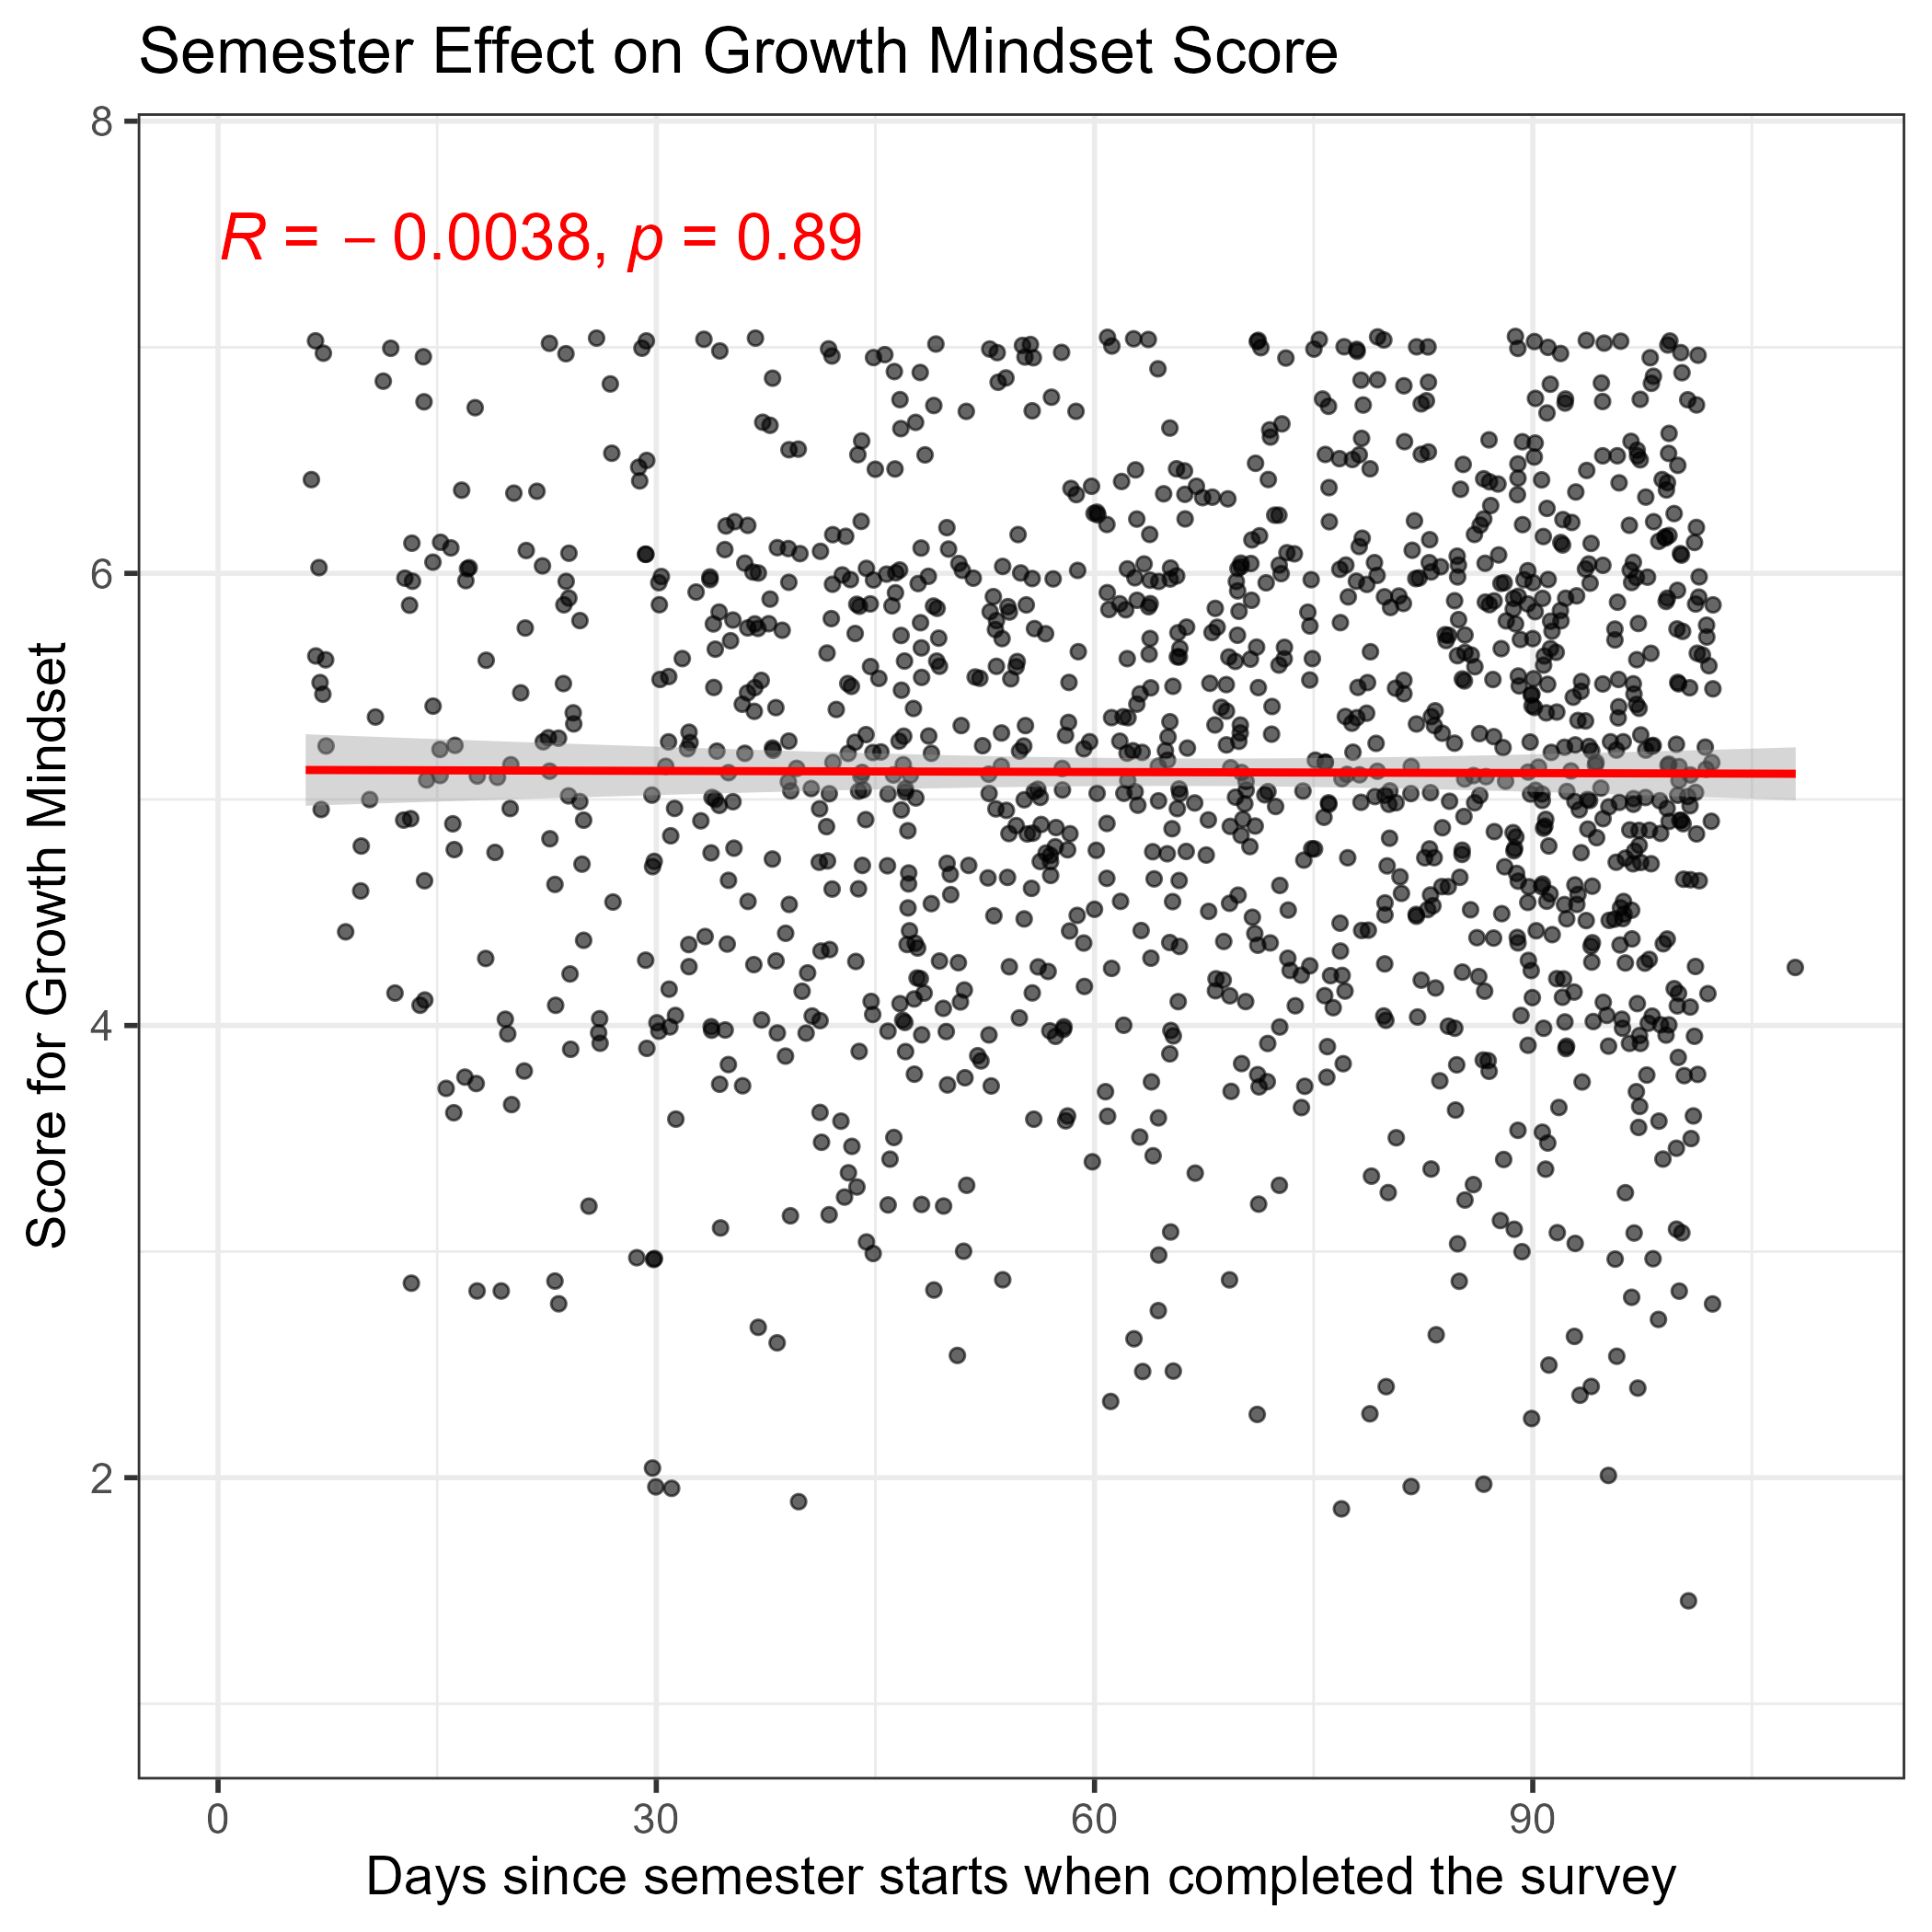 Semester Effect on Growth Mindset Score
R = − 0.0038, p = 0.89
Score for Growth Mindset
8
6
4
2
0 30 60 90
Days since semester starts when completed the survey